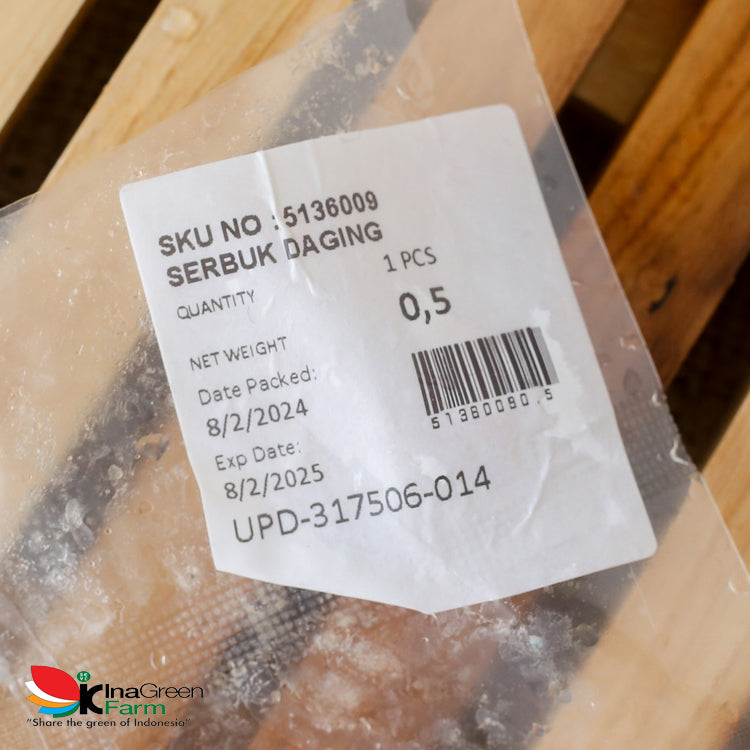 SKU NO : 5136009
SERBUK DAGING
QUANTITY 1 PCS
NET WEIGHT 0,5
Date Packed:
8/2/2024
Exp Date:
8/2/2025
51380090.5
UPD-317506-014
InaGreen
Farm
"Share the green of Indonesia"